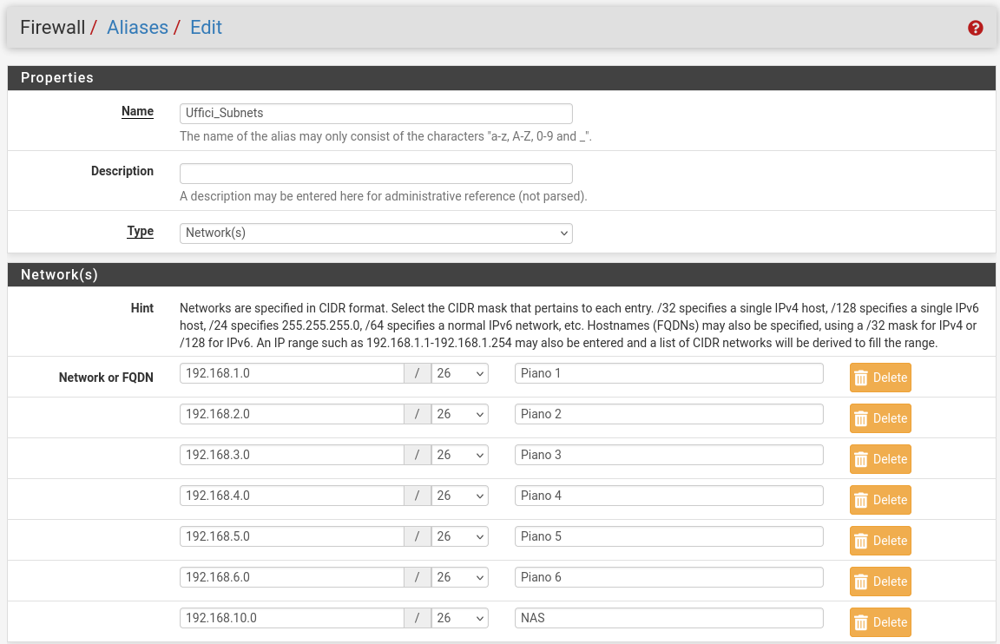 Firewall / Aliases / Edit
?
Properties
Name
Uffici_Subnets
The name of the alias may only consist of the characters "a-z, A-Z, 0-9 and _".
Description
A description may be entered here for administrative reference (not parsed).
Type
Network(s)
Network(s)
Hint
Networks are specified in CIDR format. Select the CIDR mask that pertains to each entry. /32 specifies a single IPv4 host, /128 specifies a single IPv6
host, /24 specifies 255.255.255.0, /64 specifies a normal IPv6 network, etc. Hostnames (FQDNs) may also be specified, using a /32 mask for IPv4 or
/128 for IPv6. An IP range such as 192.168.1.1-192.168.1.254 may also be entered and a list of CIDR networks will be derived to fill the range.
Network or FQDN
192.168.1.0 / 26 Piano 1 Delete
192.168.2.0 / 26 Piano 2 Delete
192.168.3.0 / 26 Piano 3 Delete
192.168.4.0 / 26 Piano 4 Delete
192.168.5.0 / 26 Piano 5 Delete
192.168.6.0 / 26 Piano 6 Delete
192.168.10.0 / 26 NAS Delete